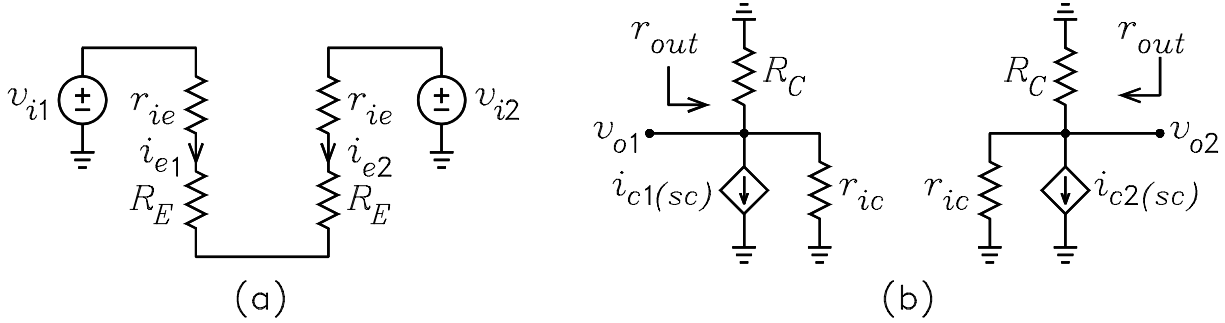 r_out R_C R_C r_out
v_i1 ± r_ie r_ie ± v_i2
i_e1 i_e2 v_o1 v_o2
R_E R_E i_c1(sc) r_ic r_ic i_c2(sc)
(a) (b)